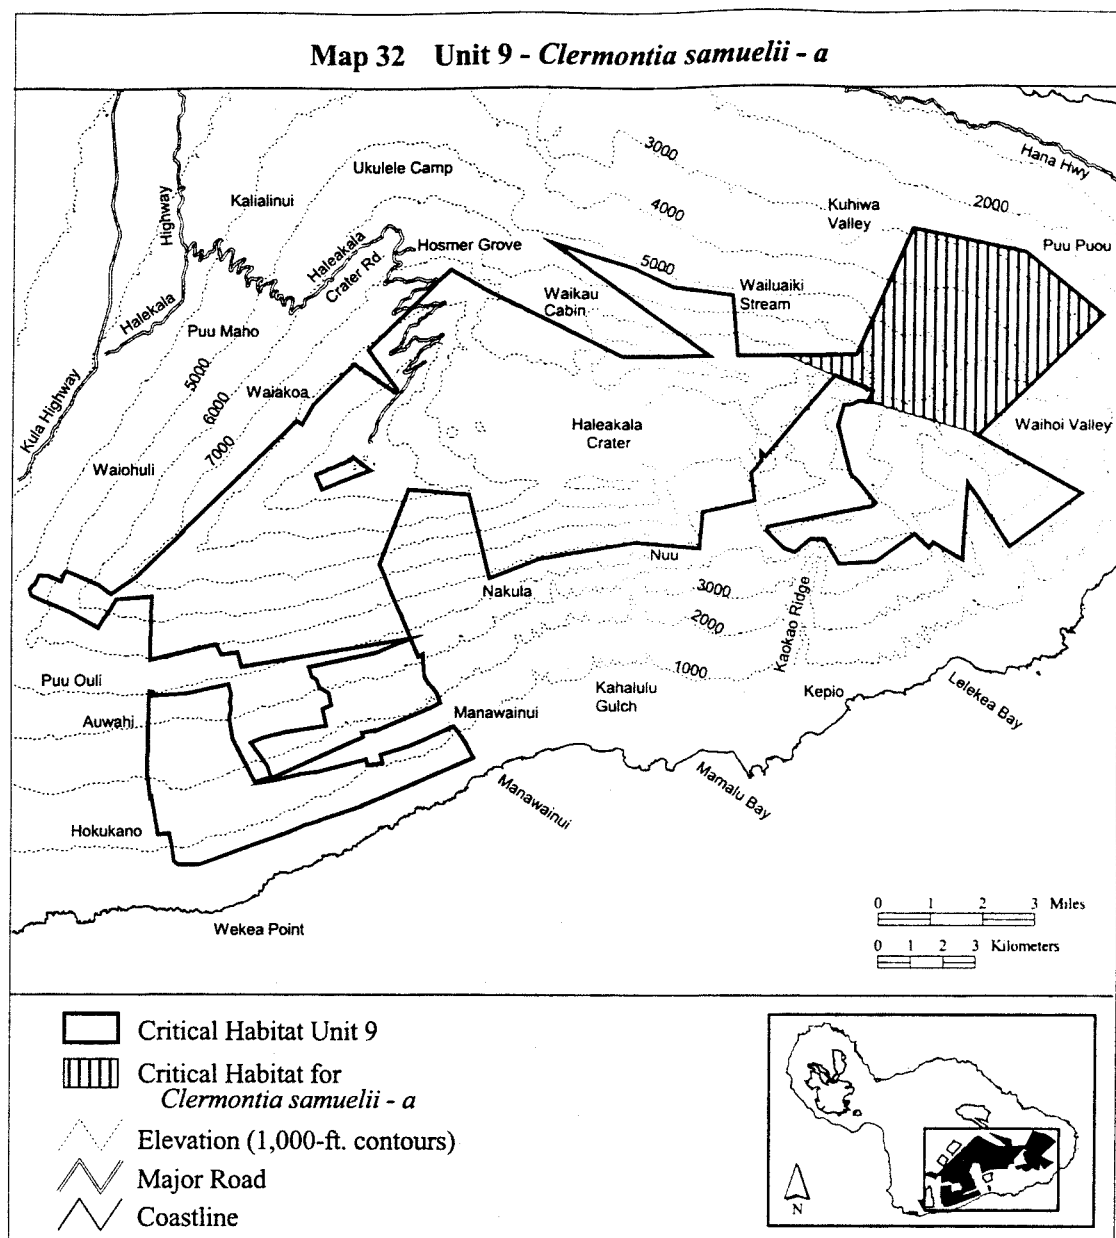 Map 32 Unit 9 - Clermontia samuelii - a
Hana Hwy
3000
Ukulele Camp
Highway
Kalialinui
4000
Kuhiwa
Valley
2000
Haleakala
Crater Rd.
Hosmer Grove
Puu Puou
5000
Wailuaiki
Stream
Waikau
Cabin
Halekala
Puu Maho
5000
Waiakoa
6000
Kula Highway
7000
Haleakala
Crater
Waihoi Valley
Waiohuli
Nuu
Nakula
3000
Kaokao Ridge
2000
1000
Puu Ouli
Kahalulu
Gulch
Kepio
Lelekea Bay
Auwahi
Manawainui
Mamalu Bay
Manawainui
Hokukano
Wekea Point
0 1 2 3 Miles
0 1 2 3 Kilometers
Critical Habitat Unit 9
Critical Habitat for
Clermontia samuelii - a
Elevation (1,000-ft. contours)
Major Road
Coastline
N